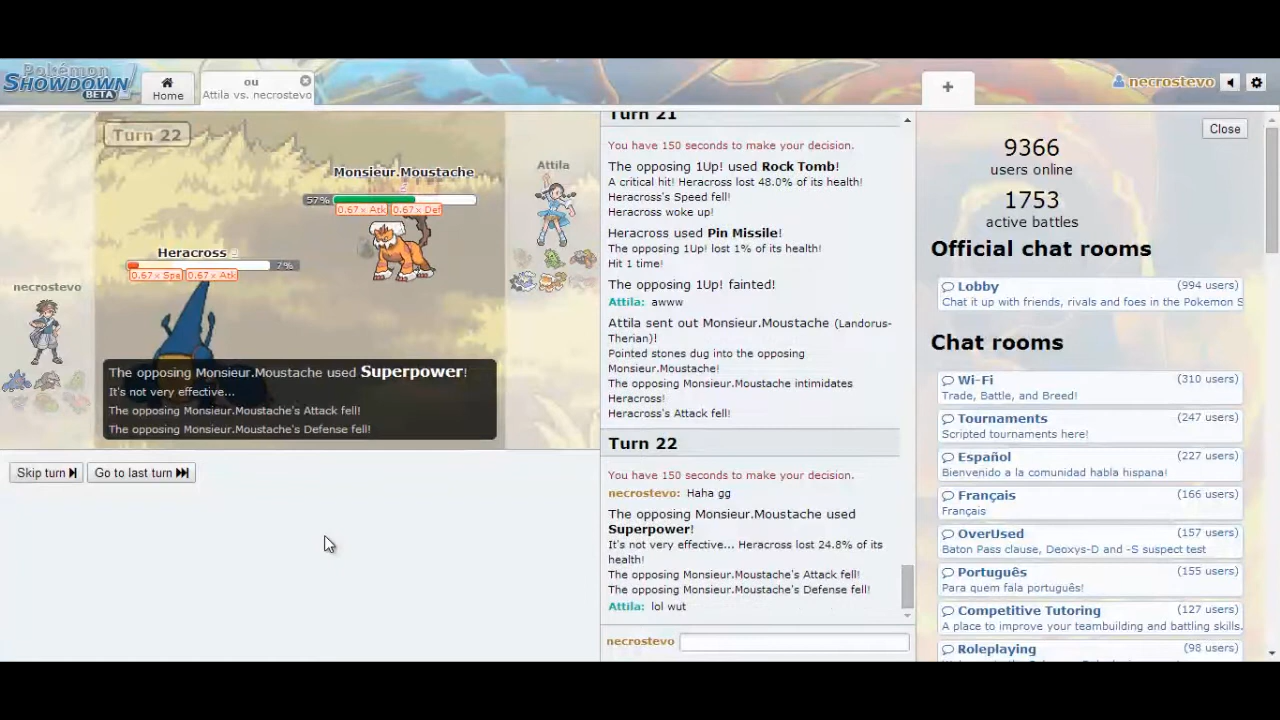 Pokémon
SHOWDOWN
BETA
Home
ou
Attila vs. necrostevo
+
necrostevo
Turn 22
Monsieur.Moustache
57%
0.67× Atk 0.67× Def
Heracross
7%
0.67× Spe 0.67× Atk
Attila
necrostevo
The opposing Monsieur.Moustache used Superpower!
It's not very effective...
The opposing Monsieur.Moustache's Attack fell!
The opposing Monsieur.Moustache's Defense fell!
Skip turn
Go to last turn
Turn 21
You have 150 seconds to make your decision.
The opposing 1Up! used Rock Tomb!
A critical hit! Heracross lost 48.0% of its health!
Heracross's Speed fell!
Heracross woke up!
Heracross used Pin Missile!
The opposing 1Up! lost 1% of its health!
Hit 1 time!
The opposing 1Up! fainted!
Attila: awww
Attila sent out Monsieur.Moustache (Landorus-
Therian)!
Pointed stones dug into the opposing
Monsieur.Moustache!
The opposing Monsieur.Moustache intimidates
Heracross!
Heracross's Attack fell!
Turn 22
You have 150 seconds to make your decision.
necrostevo: Haha gg
The opposing Monsieur.Moustache used
Superpower!
It's not very effective... Heracross lost 24.8% of its
health!
The opposing Monsieur.Moustache's Attack fell!
The opposing Monsieur.Moustache's Defense fell!
Attila: lol wut
necrostevo
Close
9366
users online
1753
active battles
Official chat rooms
Lobby (994 users)
Chat it up with friends, rivals and foes in the Pokemon S
Chat rooms
Wi-Fi (310 users)
Trade, Battle, and Breed!
Tournaments (247 users)
Scripted tournaments here!
Español (227 users)
Bienvenido a la comunidad habla hispana!
Français (166 users)
Français
OverUsed (157 users)
Baton Pass clause, Deoxys-D and -S suspect test
Português (155 users)
Para quem fala português!
Competitive Tutoring (127 users)
A place to improve your teambuilding and battling skills.
Roleplaying (98 users)